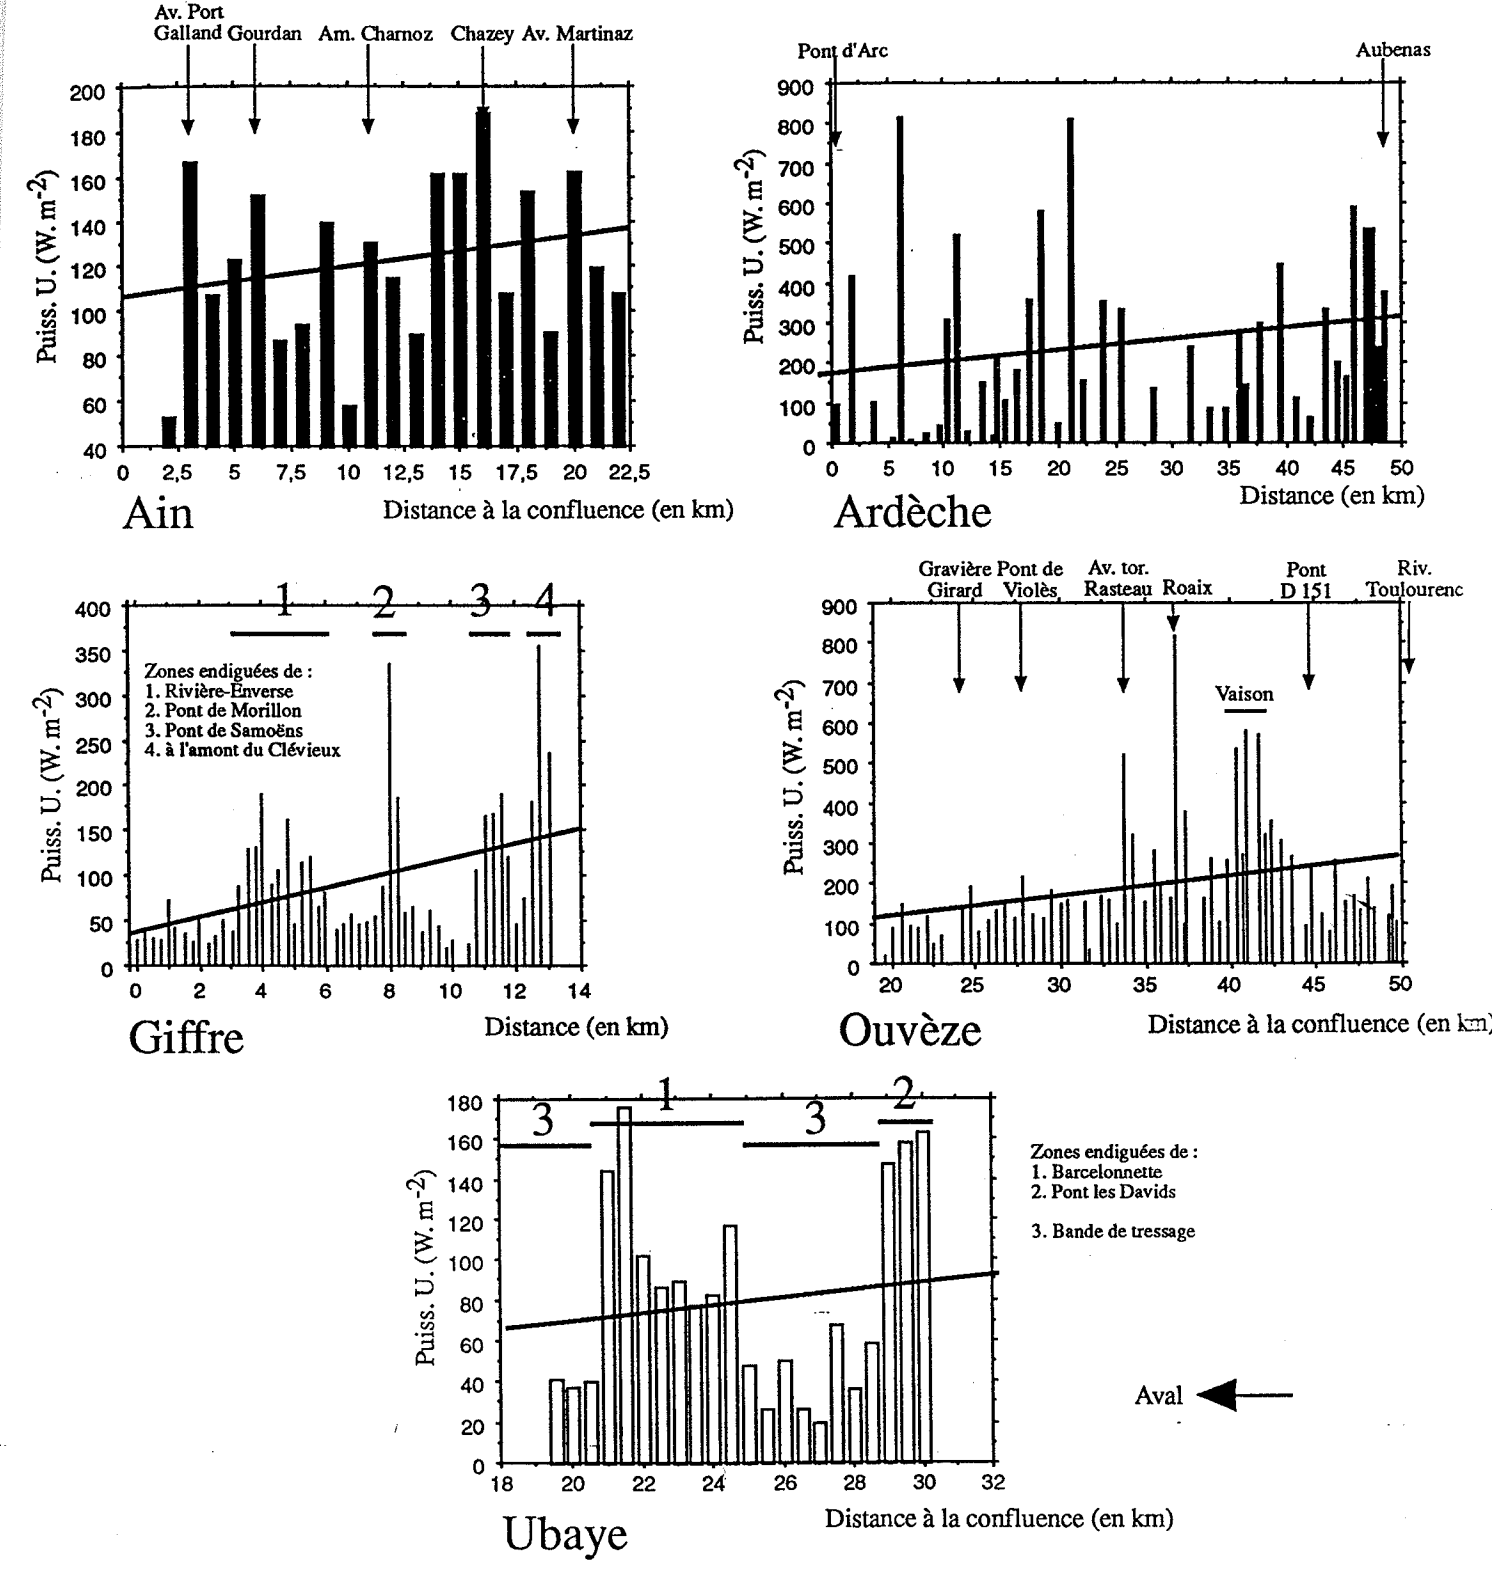 Av. Port
Galland Gourdan Am. Charnoz Chazey Av. Martinaz
200
180
160
140
120
100
80
60
40
Puiss. U. (W. m-2)
0 2,5 5 7,5 10 12,5 15 17,5 20 22,5
Ain
Distance à la confluence (en km)
Pont d'Arc Aubenas
900
800
700
600
500
400
300
200
100
0
Puiss. U. (W. m-2)
0 5 10 15 20 25 30 35 40 45 50
Distance (en km)
Ardèche
1 2 3 4
400
350
300
250
200
150
100
50
0
Puiss. U. (W. m-2)
Zones endiguées de :
1. Rivière-Enverse
2. Pont de Morillon
3. Pont de Samoëns
4. à l'amont du Clévieux
0 2 4 6 8 10 12 14
Giffre
Distance (en km)
Gravière Pont de Av. tor. Pont Riv.
Girard Violès Rasteau Roaix D 151 Toulourenc
900
800
700
600
500
400
300
200
100
0
Puiss. U. (W. m-2)
Vaison
20 25 30 35 40 45 50
Ouvèze
Distance à la confluence (en km)
3 1 3 2
180
160
140
120
100
80
60
40
20
0
Puiss. U. (W. m-2)
18 20 22 24 26 28 30 32
Ubaye
Distance à la confluence (en km)
Zones endiguées de :
1. Barcelonnette
2. Pont les Davids
3. Bande de tressage
Aval